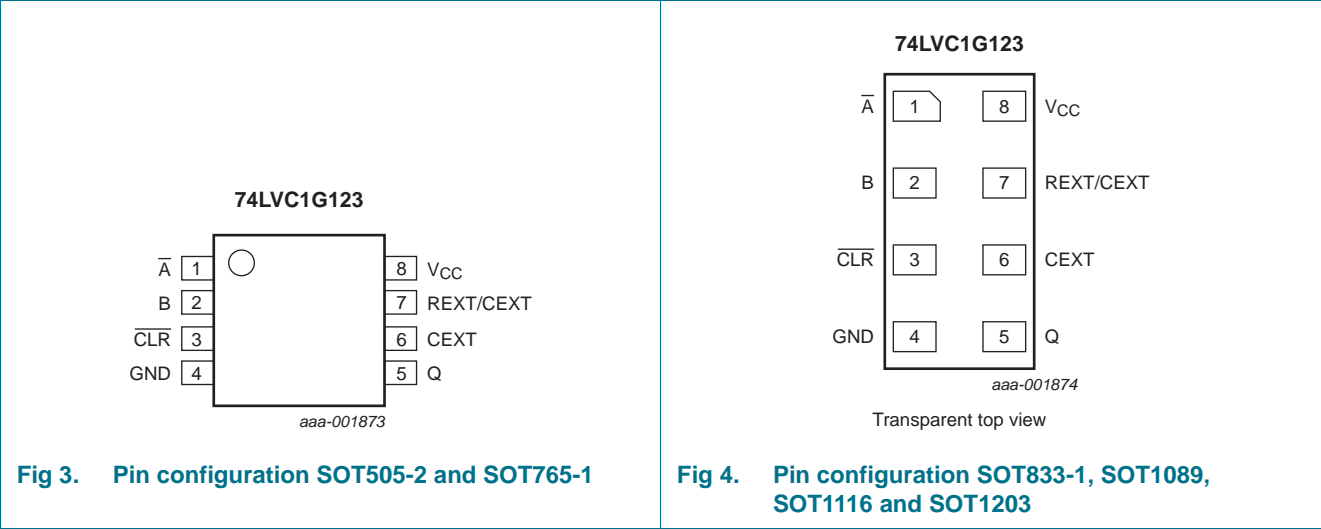 74LVC1G123
A̅ 1
8 VCC
B 2
7 REXT/CEXT
C̅L̅R̅ 3
6 CEXT
GND 4
5 Q
aaa-001873
Fig 3. Pin configuration SOT505-2 and SOT765-1
74LVC1G123
A̅ 1
8 VCC
B 2
7 REXT/CEXT
C̅L̅R̅ 3
6 CEXT
GND 4
5 Q
aaa-001874
Transparent top view
Fig 4. Pin configuration SOT833-1, SOT1089,
SOT1116 and SOT1203